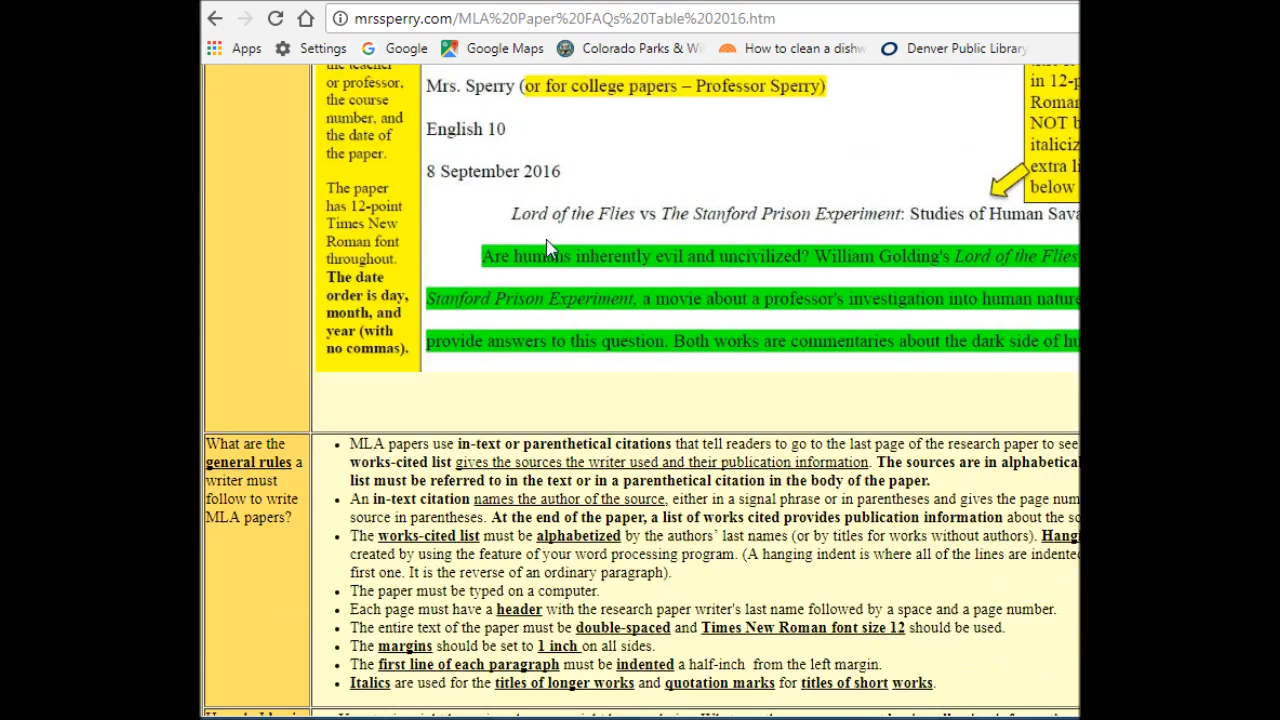 mrssperry.com/MLA%20Paper%20FAQs%20Table%202016.htm
Apps Settings Google Google Maps Colorado Parks & Wi How to clean a dishw Denver Public Library
the teacher
or professor,
the course
number, and
the date of
the paper.
The paper
has 12-point
Times New
Roman font
throughout.
The date
order is day,
month, and
year (with
no commas).
Mrs. Sperry (or for college papers – Professor Sperry)
English 10
8 September 2016
Lord of the Flies vs The Stanford Prison Experiment: Studies of Human Sava
Are humans inherently evil and uncivilized? William Golding's Lord of the Flies
Stanford Prison Experiment, a movie about a professor's investigation into human nature
provide answers to this question. Both works are commentaries about the dark side of hu
in 12-p
Roman
NOT b
italiciz
extra li
below
What are the
general rules a
writer must
follow to write
MLA papers?
• MLA papers use in-text or parenthetical citations that tell readers to go to the last page of the research paper to see
works-cited list gives the sources the writer used and their publication information. The sources are in alphabetical
list must be referred to in the text or in a parenthetical citation in the body of the paper.
• An in-text citation names the author of the source, either in a signal phrase or in parentheses and gives the page num
source in parentheses. At the end of the paper, a list of works cited provides publication information about the so
• The works-cited list must be alphabetized by the authors’ last names (or by titles for works without authors). Hangi
created by using the feature of your word processing program. (A hanging indent is where all of the lines are indented
first one. It is the reverse of an ordinary paragraph).
• The paper must be typed on a computer.
• Each page must have a header with the research paper writer's last name followed by a space and a page number.
• The entire text of the paper must be double-spaced and Times New Roman font size 12 should be used.
• The margins should be set to 1 inch on all sides.
• The first line of each paragraph must be indented a half-inch from the left margin.
• Italics are used for the titles of longer works and quotation marks for titles of short works.